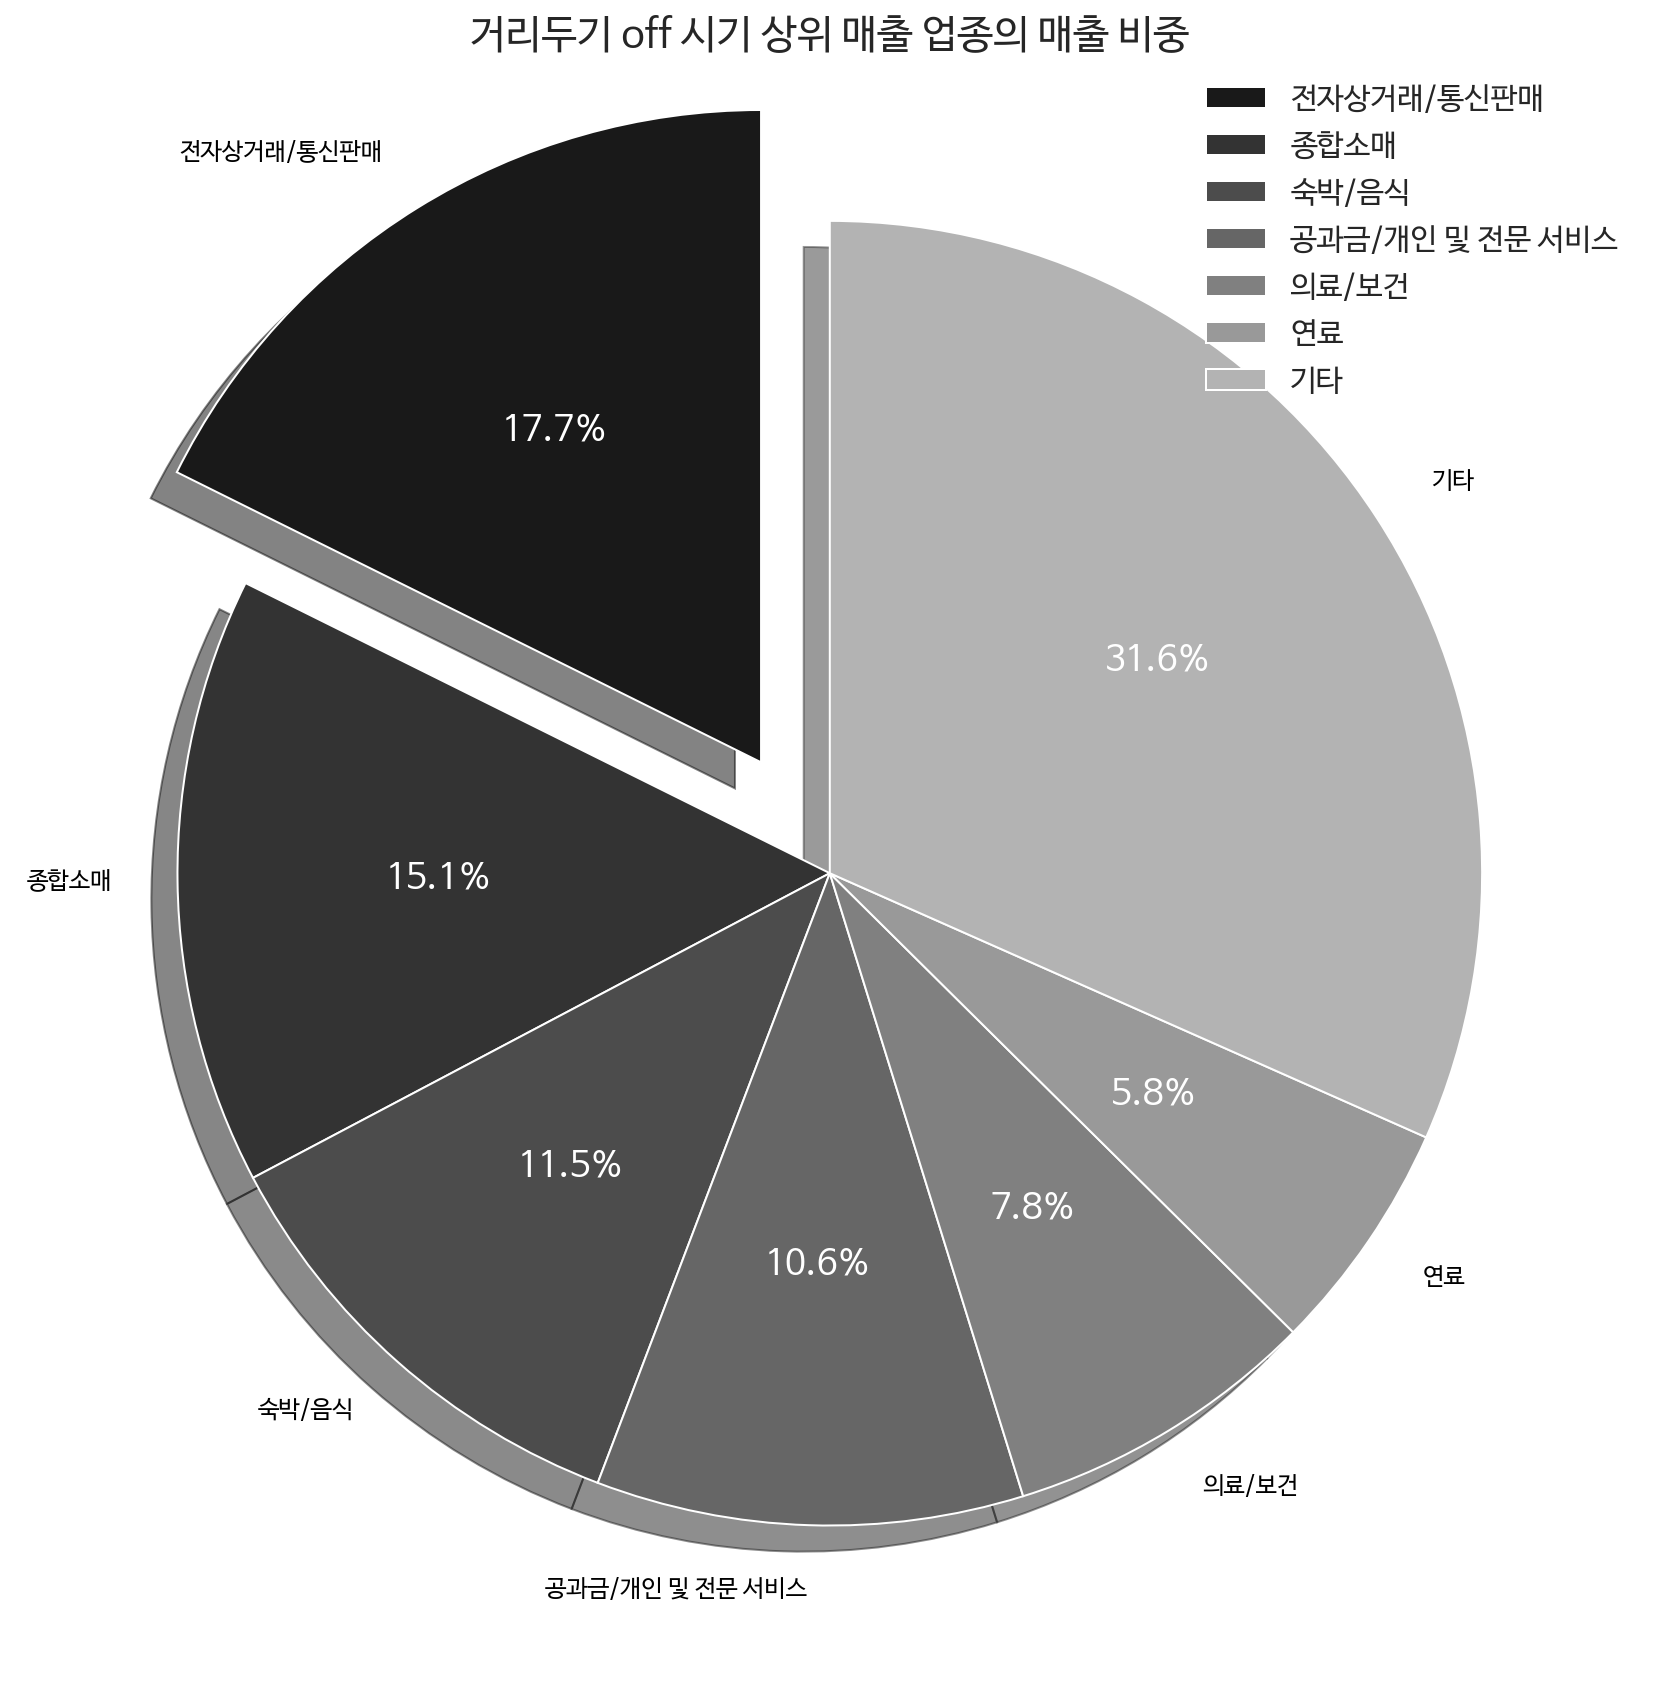 거리두기 off 시기 상위 매출 업종의 매출 비중
전자상거래/통신판매
종합소매
숙박/음식
공과금/개인 및 전문 서비스
의료/보건
연료
기타
전자상거래/통신판매
17.7%
기타
31.6%
종합소매
15.1%
5.8%
11.5%
7.8%
10.6%
연료
숙박/음식
의료/보건
공과금/개인 및 전문 서비스